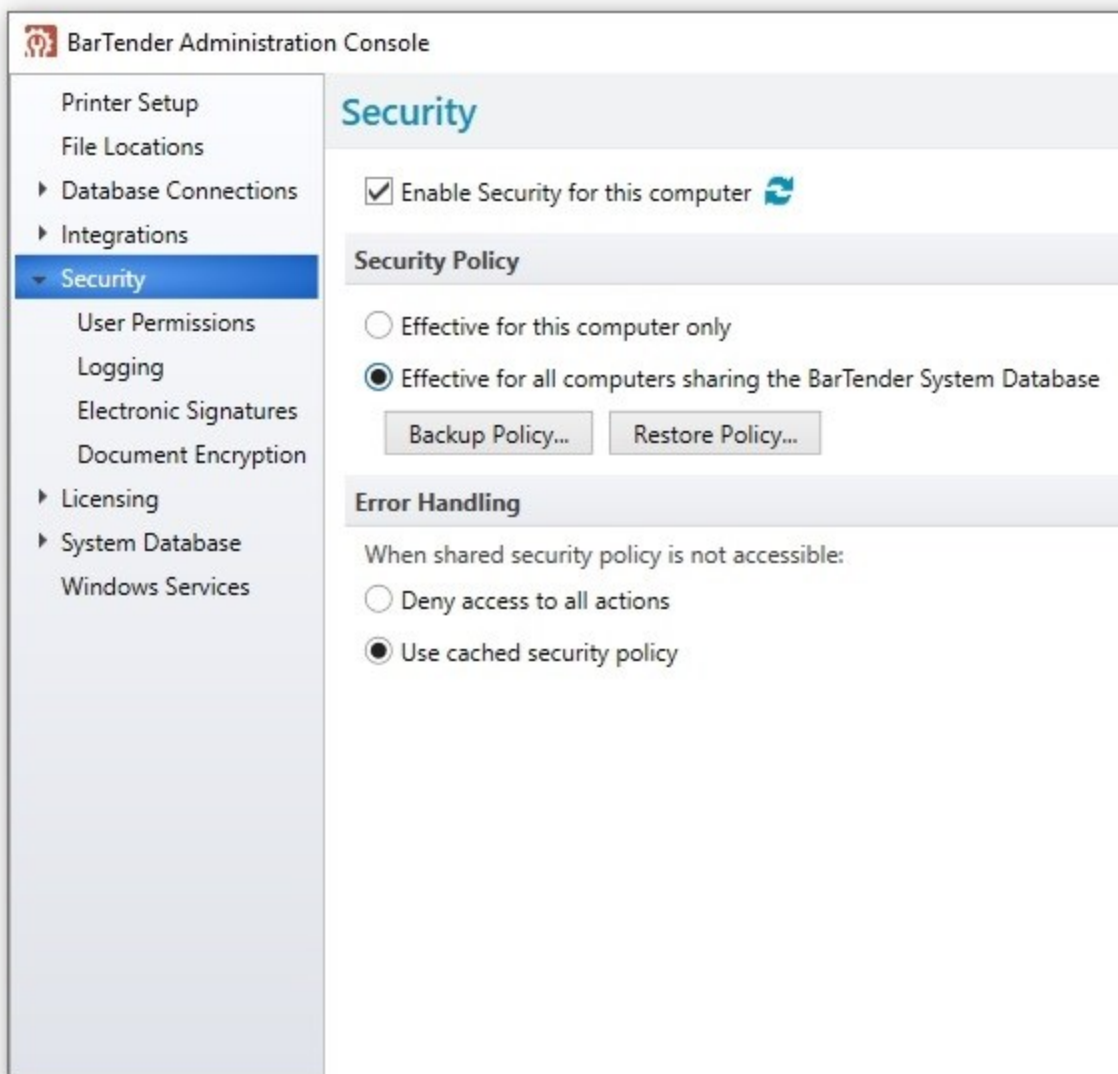 BarTender Administration Console
Printer Setup
File Locations
Database Connections
Integrations
Security
User Permissions
Logging
Electronic Signatures
Document Encryption
Licensing
System Database
Windows Services
Security
Enable Security for this computer
Security Policy
Effective for this computer only
Effective for all computers sharing the BarTender System Database
Backup Policy... Restore Policy...
Error Handling
When shared security policy is not accessible:
Deny access to all actions
Use cached security policy